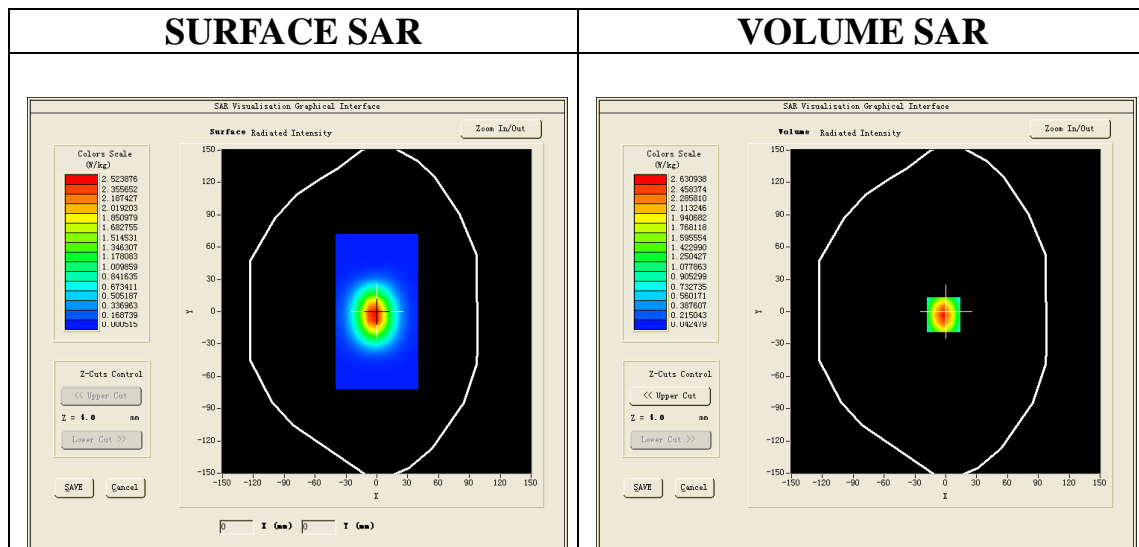 SURFACE SAR
SAR Visualisation Graphical Interface
Surface Radiated Intensity
Zoom In/Out
Colors Scale
(W/kg)
2.523876
2.355652
2.187427
2.019203
1.850979
1.682755
1.514531
1.346307
1.178083
1.009859
0.841635
0.673411
0.505187
0.336963
0.168739
0.000515
150
120
90
60
30
0
-30
-60
-90
-120
-150
Y
-150 -120 -90 -60 -30 0 30 60 90 120 150
X
Z-Cuts Control
<< Upper Cut
Z = 4.0 mm
Lower Cut >>
SAVE Cancel
0 X (mm) 0 Y (mm)
VOLUME SAR
SAR Visualisation Graphical Interface
Volume Radiated Intensity
Zoom In/Out
Colors Scale
(W/kg)
2.630938
2.458374
2.285810
2.113246
1.940682
1.768118
1.595554
1.422990
1.250427
1.077863
0.905299
0.732735
0.560171
0.387607
0.215043
0.042479
150
120
90
60
30
0
-30
-60
-90
-120
-150
Y
-150 -120 -90 -60 -30 0 30 60 90 120 150
X
Z-Cuts Control
<< Upper Cut
Z = 4.0 mm
Lower Cut >>
SAVE Cancel